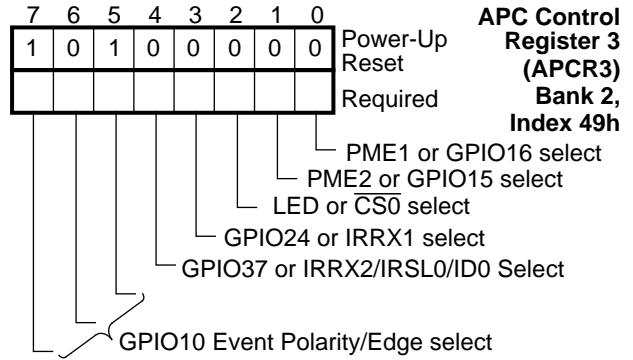 7 6 5 4 3 2 1 0
APC Control
Register 3
(APCR3)
Bank 2,
Index 49h
1 0 1 0 0 0 0 0
Power-Up
Reset
Required
PME1 or GPIO16 select
PME2 or GPIO15 select
LED or CS0 select
GPIO24 or IRRX1 select
GPIO37 or IRRX2/IRSL0/ID0 Select
GPIO10 Event Polarity/Edge select